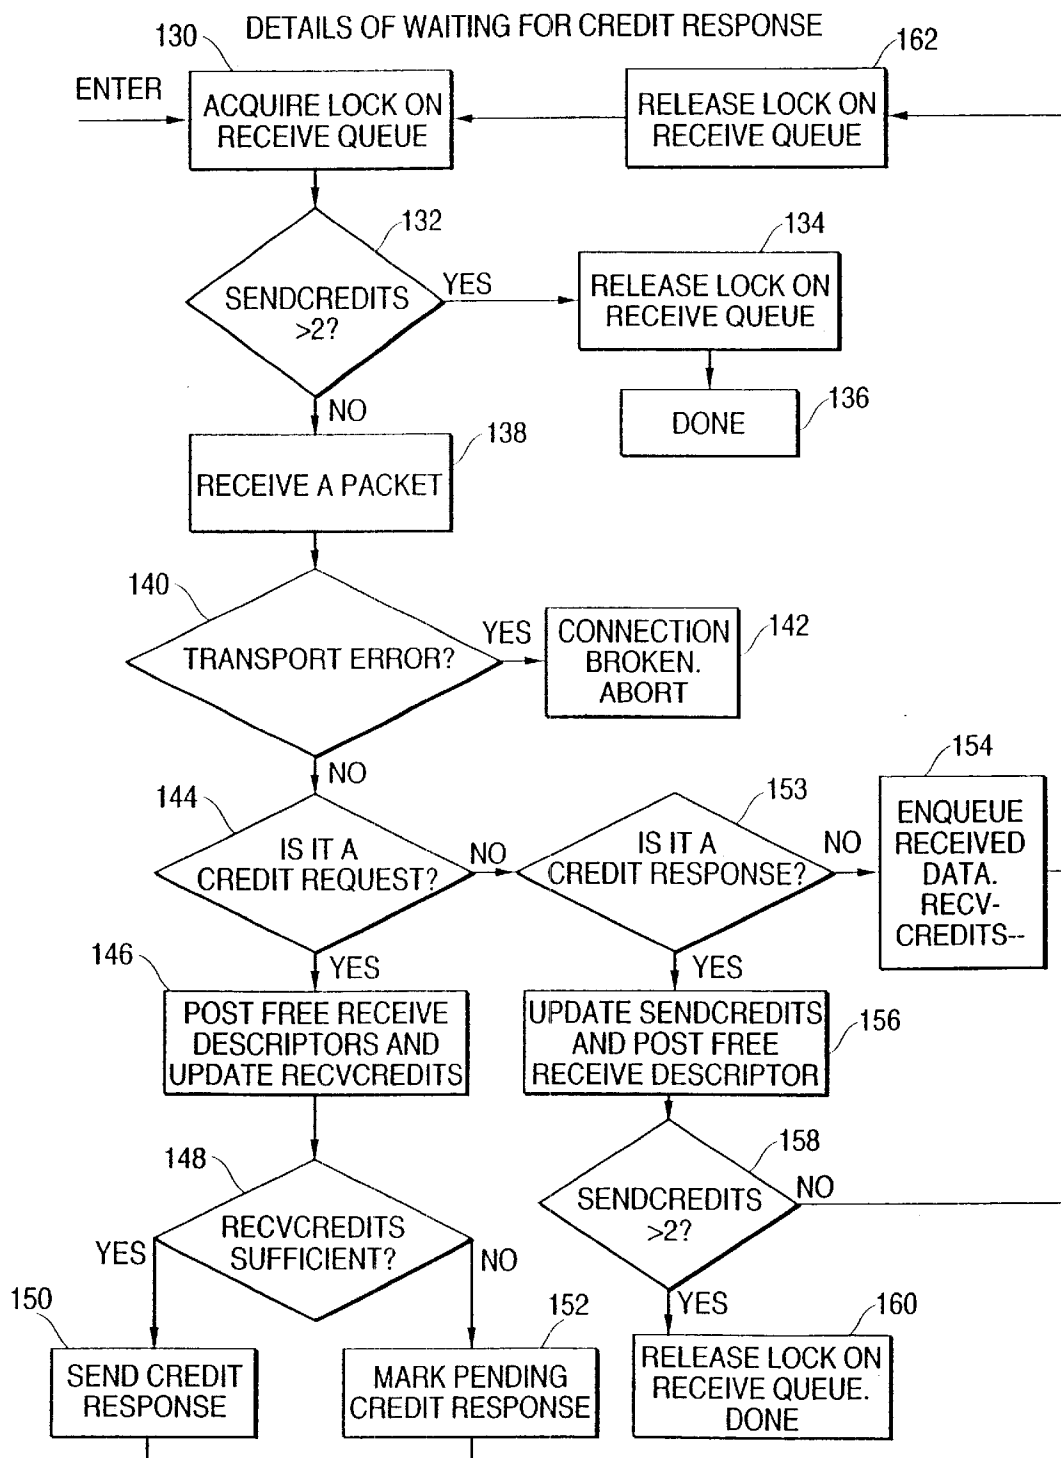 DETAILS OF WAITING FOR CREDIT RESPONSE
130
162
ENTER
ACQUIRE LOCK ON
RECEIVE QUEUE
RELEASE LOCK ON
RECEIVE QUEUE
132
134
SENDCREDITS
>2?
YES
RELEASE LOCK ON
RECEIVE QUEUE
NO
136
DONE
138
RECEIVE A PACKET
140
TRANSPORT ERROR?
YES
CONNECTION
BROKEN.
ABORT
142
NO
144
IS IT A
CREDIT REQUEST?
NO
153
IS IT A
CREDIT RESPONSE?
NO
154
ENQUEUE
RECEIVED
DATA.
RECV-
CREDITS--
YES
YES
146
POST FREE RECEIVE
DESCRIPTORS AND
UPDATE RECVCREDITS
UPDATE SENDCREDITS
AND POST FREE
RECEIVE DESCRIPTOR
156
148
RECVCREDITS
SUFFICIENT?
YES
NO
158
SENDCREDITS
>2?
NO
YES
150
SEND CREDIT
RESPONSE
152
MARK PENDING
CREDIT RESPONSE
160
RELEASE LOCK ON
RECEIVE QUEUE.
DONE